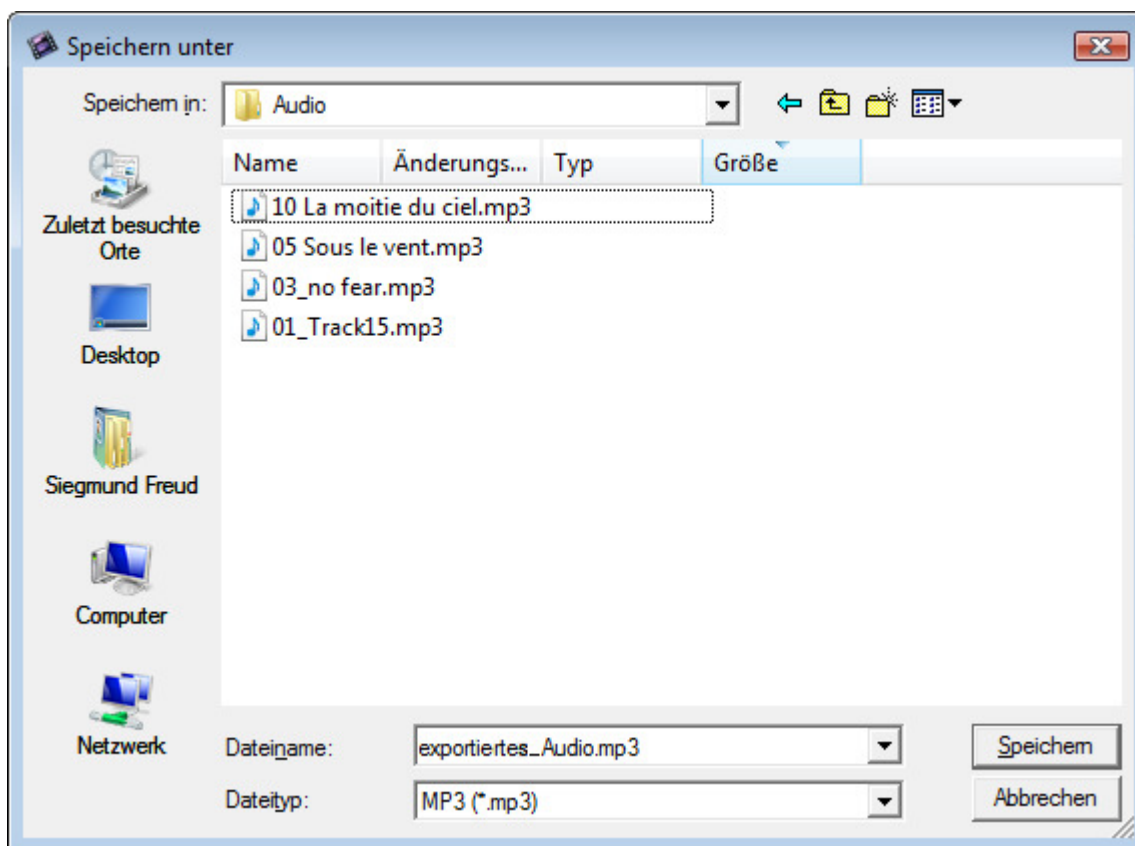 Speichern unter
Speichern in:
Audio
Name
Änderungs...
Typ
Größe
10 La moitie du ciel.mp3
05 Sous le vent.mp3
03_no fear.mp3
01_Track15.mp3
Zuletzt besuchte
Orte
Desktop
Siegmund Freud
Computer
Netzwerk
Dateiname:
exportiertes_Audio.mp3
Speichern
Dateityp:
MP3 (*.mp3)
Abbrechen